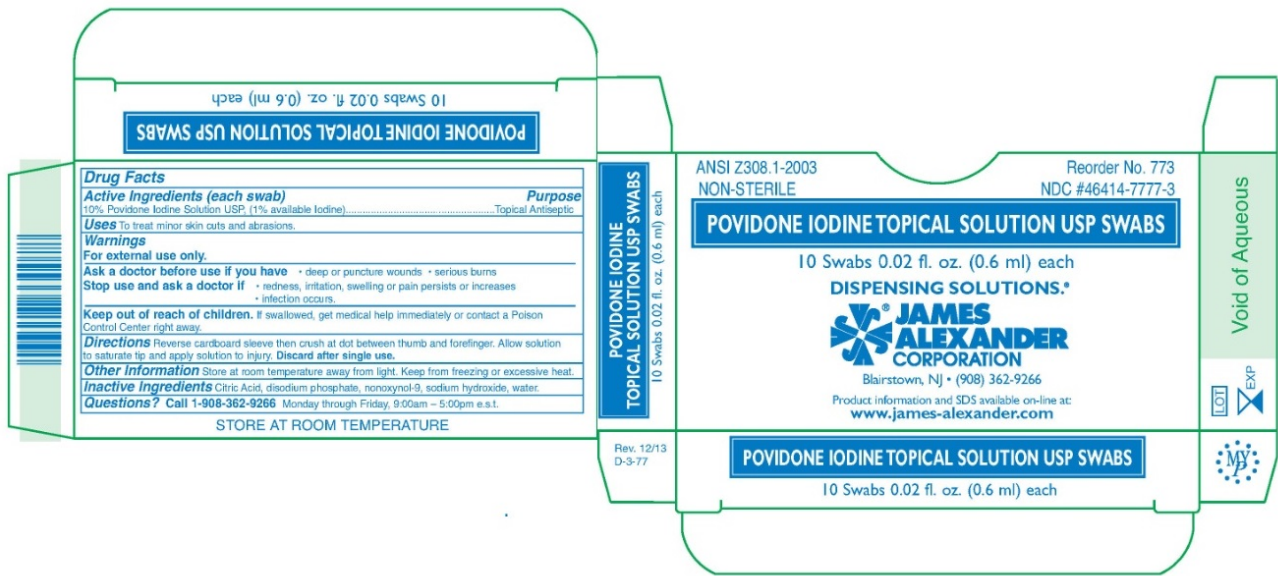 10 Swabs 0.02 fl. oz. (0.6 ml) each
POVIDONE IODINE TOPICAL SOLUTION USP SWABS
Drug Facts
Active Ingredients (each swab) Purpose
10% Povidone Iodine Solution USP, (1% available Iodine)......................................................Topical Antiseptic
Uses To treat minor skin cuts and abrasions.
Warnings
For external use only.
Ask a doctor before use if you have • deep or puncture wounds • serious burns
Stop use and ask a doctor if • redness, irritation, swelling or pain persists or increases
• infection occurs.
Keep out of reach of children. If swallowed, get medical help immediately or contact a Poison
Control Center right away.
Directions Reverse cardboard sleeve then crush at dot between thumb and forefinger. Allow solution
to saturate tip and apply solution to injury. Discard after single use.
Other Information Store at room temperature away from light. Keep from freezing or excessive heat.
Inactive Ingredients Citric Acid, disodium phosphate, nonoxynol-9, sodium hydroxide, water.
Questions? Call 1-908-362-9266 Monday through Friday, 9:00am – 5:00pm e.s.t.
STORE AT ROOM TEMPERATURE
POVIDONE IODINE
TOPICAL SOLUTION USP SWABS
10 Swabs 0.02 fl. oz. (0.6 ml) each
Rev. 12/13
D-3-77
ANSI Z308.1-2003 Reorder No. 773
NON-STERILE NDC #46414-7777-3
POVIDONE IODINE TOPICAL SOLUTION USP SWABS
10 Swabs 0.02 fl. oz. (0.6 ml) each
DISPENSING SOLUTIONS.®
JAMES
ALEXANDER
CORPORATION
Blairstown, NJ • (908) 362-9266
Product information and SDS available on-line at:
www.james-alexander.com
POVIDONE IODINE TOPICAL SOLUTION USP SWABS
10 Swabs 0.02 fl. oz. (0.6 ml) each
Void of Aqueous
LOT
EXP
MYP